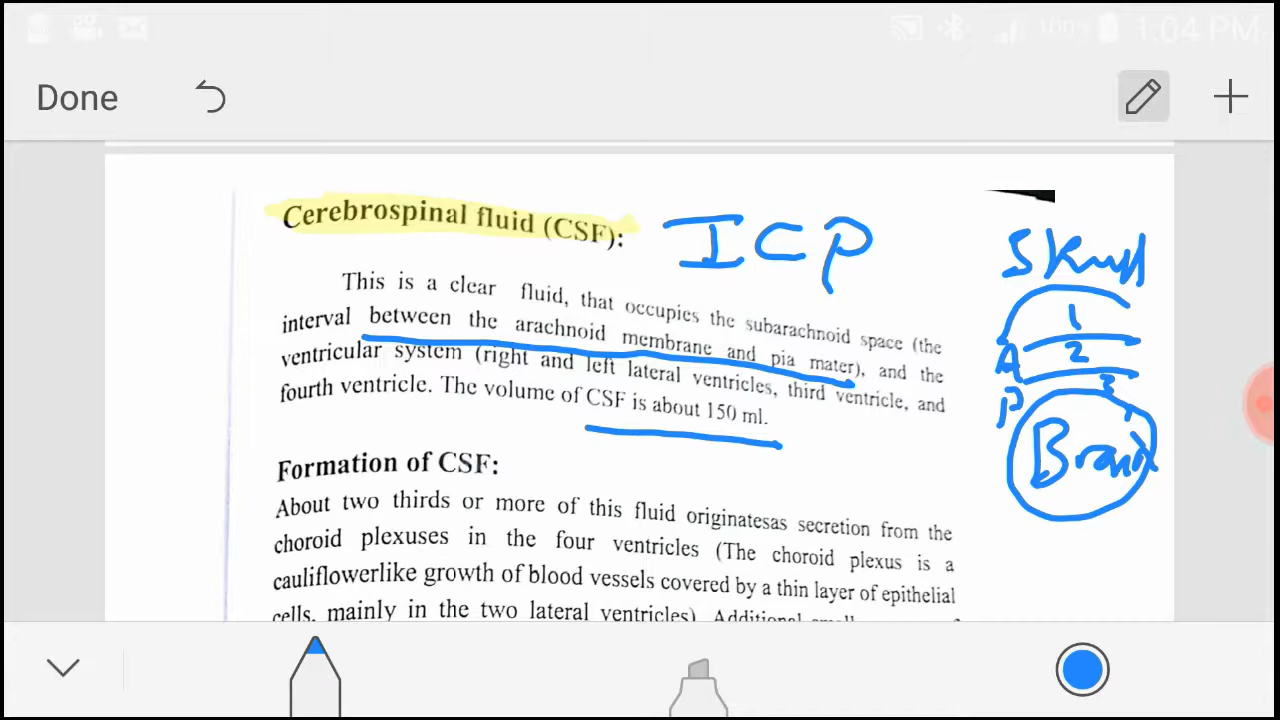 1:04 PM
Done
Cerebrospinal fluid (CSF):
ICP
This is a clear fluid, that occupies the subarachnoid space (the
interval between the arachnoid membrane and pia mater), and the
ventricular system (right and left lateral ventricles, third ventricle, and
fourth ventricle. The volume of CSF is about 150 ml.
Skull
1
A 2
3
P
Brain
Formation of CSF:
About two thirds or more of this fluid originatesas secretion from the
choroid plexuses in the four ventricles (The choroid plexus is a
cauliflowerlike growth of blood vessels covered by a thin layer of epithelial
cells, mainly in the two lateral ventricles). Additional